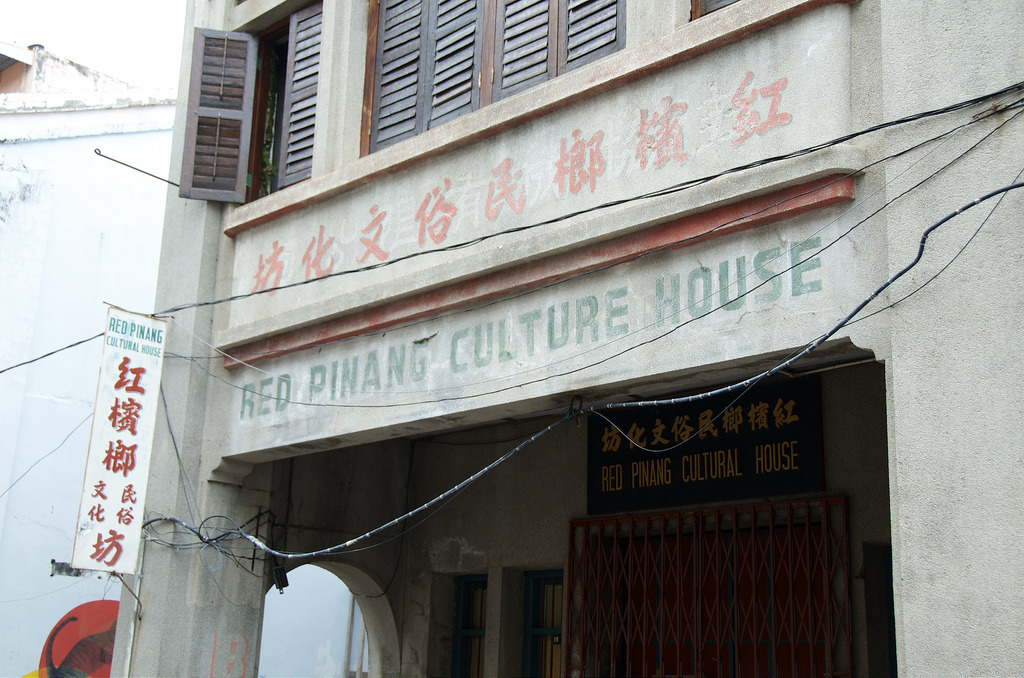 坊化文俗民榔檳紅
RED PINANG CULTURE HOUSE
RED PINANG
CULTURE HOUSE
紅檳榔
民俗
文化
坊
坊化文俗民榔檳紅
RED PINANG CULTURAL HOUSE